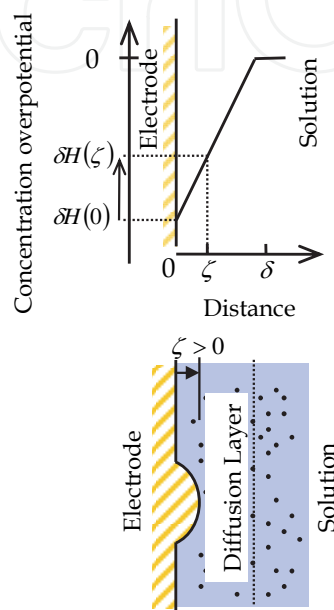 Concentration overpotential
0
δH(ζ)
δH(0)
Electrode
Solution
0
ζ
δ
Distance
ζ > 0
Electrode
Diffusion Layer
Solution